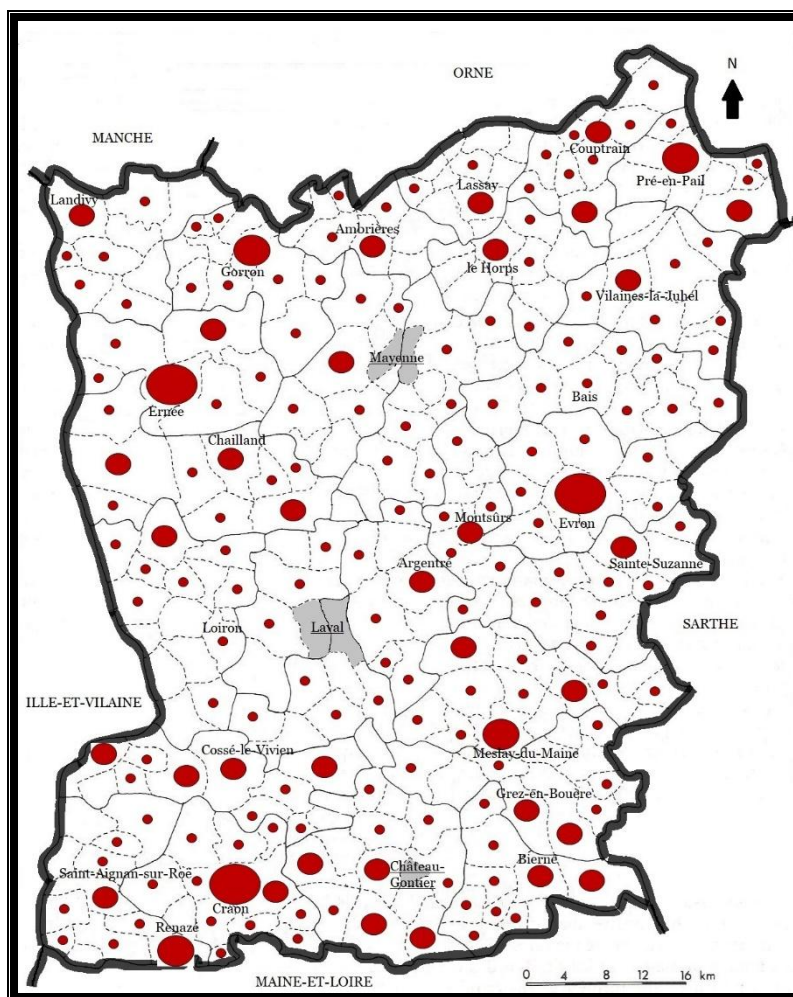 ORNE
N
MANCHE
Couptrain
Pré-en-Pail
Landivy
Lassay
Ambrières
Gorron
le Horps
Vilaines-la-Juhel
Mayenne
Bais
Ernée
Chailland
Montsûrs
Evron
Sainte-Suzanne
Argentré
Loiron
Laval
SARTHE
ILLE-ET-VILAINE
Cossé-le-Vivien
Meslay-du-Maine
Grez-en-Bouère
Saint-Aignan-sur-Roë
Château-
Gontier
Bierné
Craon
Renazé
MAINE-ET-LOIRE
0 4 8 12 16 km